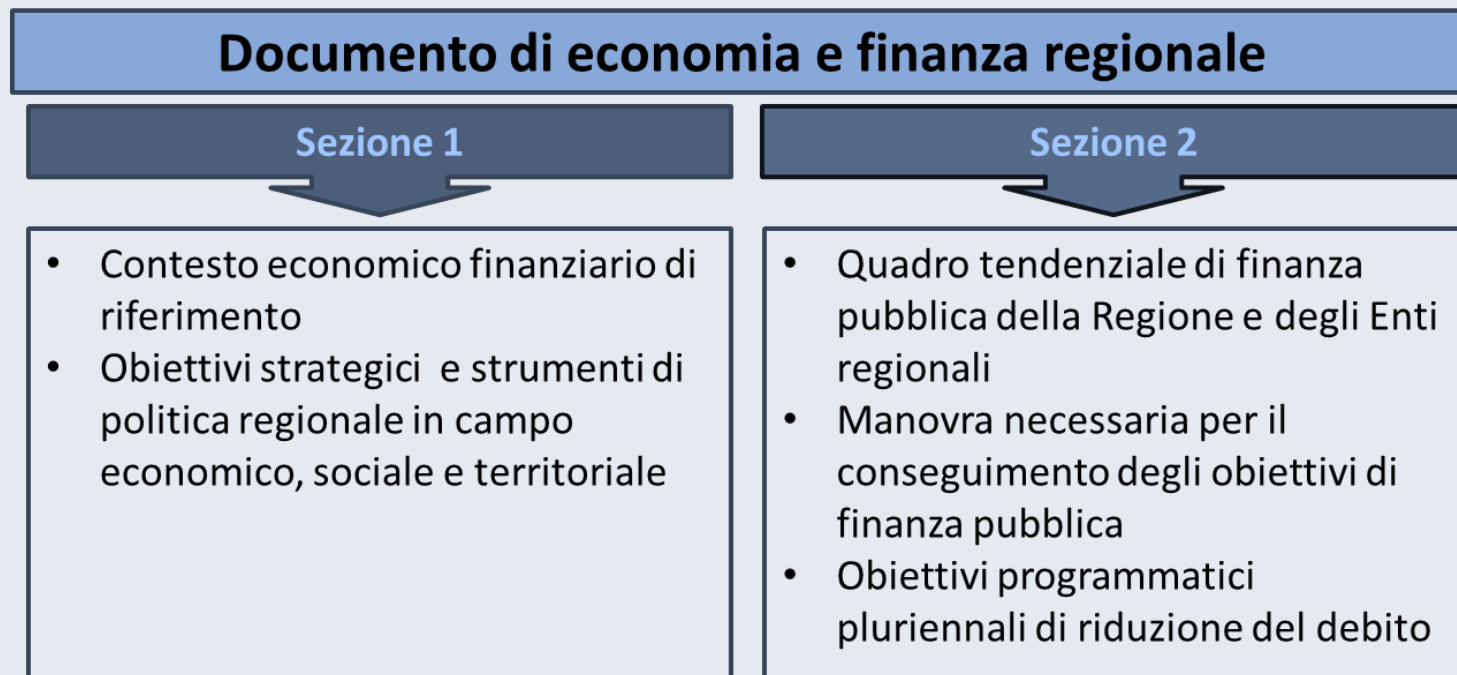 Documento di economia e finanza regionale
Sezione 1
• Contesto economico finanziario di
riferimento
• Obiettivi strategici e strumenti di
politica regionale in campo
economico, sociale e territoriale
Sezione 2
• Quadro tendenziale di finanza
pubblica della Regione e degli Enti
regionali
• Manovra necessaria per il
conseguimento degli obiettivi di
finanza pubblica
• Obiettivi programmatici
pluriennali di riduzione del debito